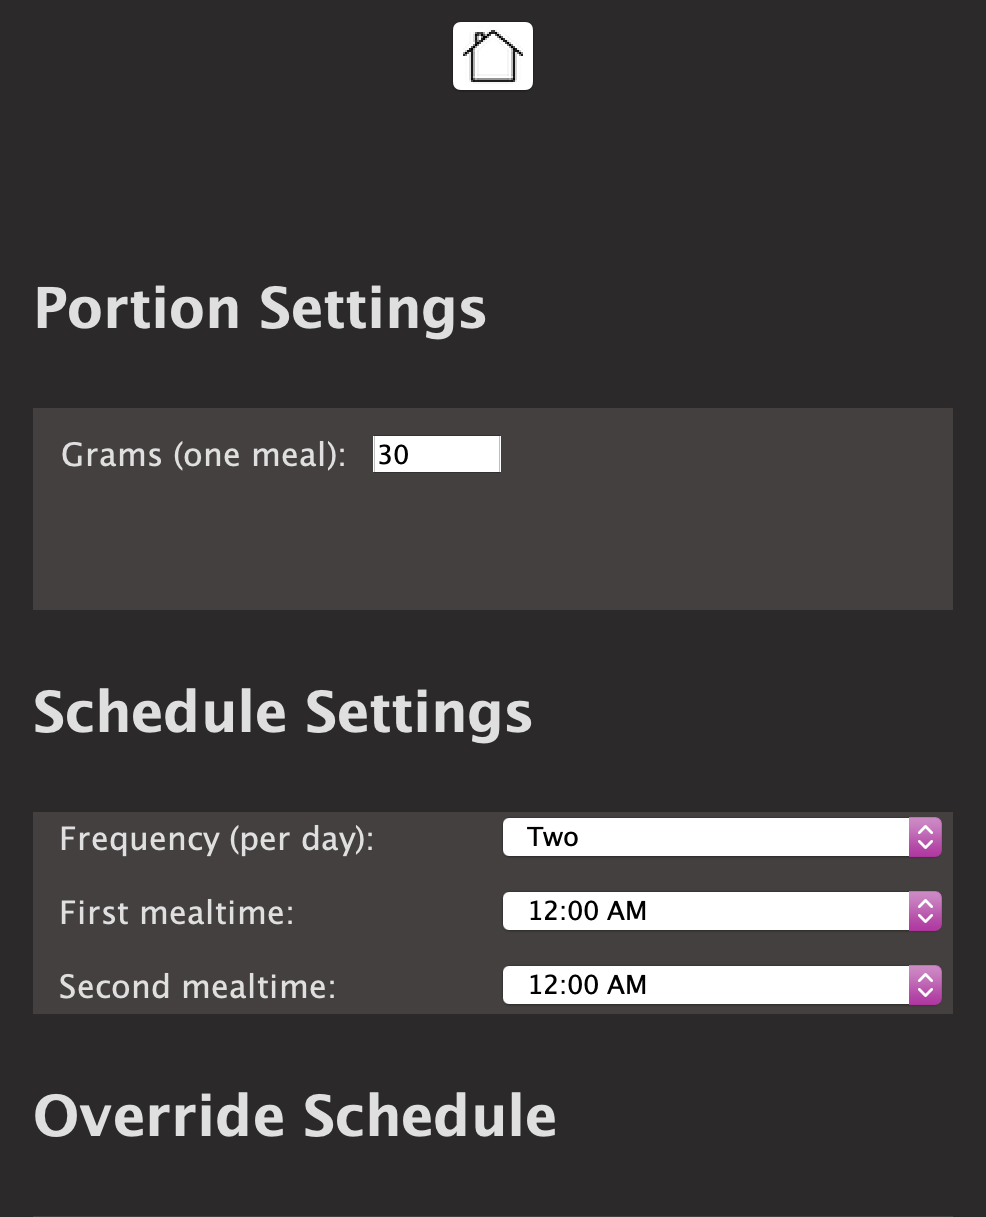 Portion Settings
Grams (one meal): 30
Schedule Settings
Frequency (per day): Two
First mealtime: 12:00 AM
Second mealtime: 12:00 AM
Override Schedule